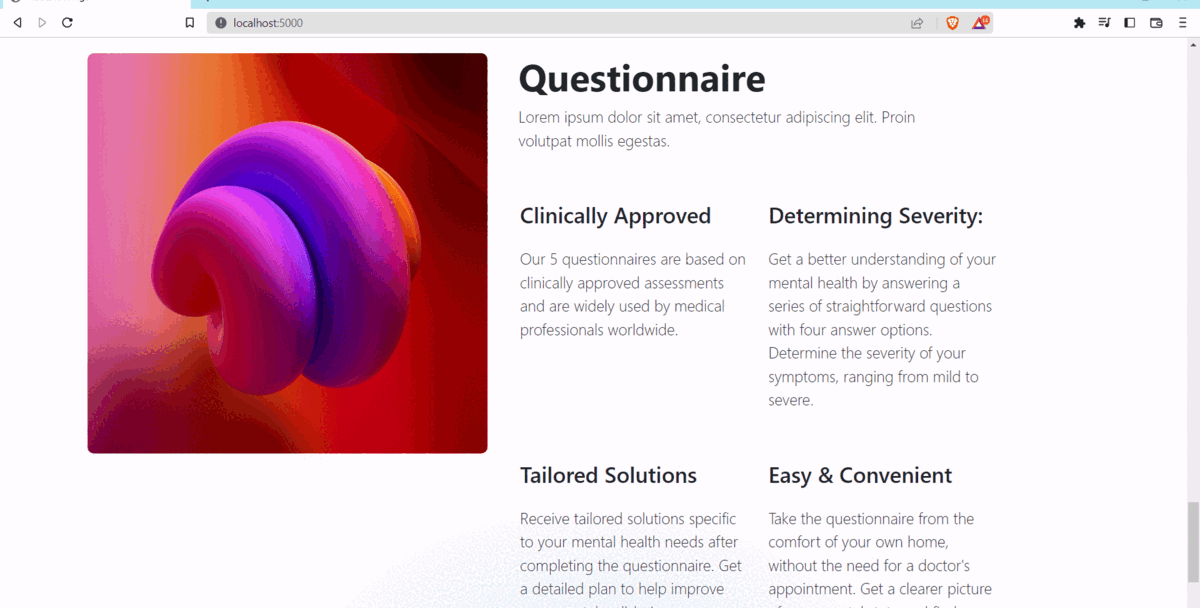 localhost:5000
Questionnaire
Lorem ipsum dolor sit amet, consectetur adipiscing elit. Proin
volutpat mollis egestas.
Clinically Approved
Our 5 questionnaires are based on
clinically approved assessments
and are widely used by medical
professionals worldwide.
Determining Severity:
Get a better understanding of your
mental health by answering a
series of straightforward questions
with four answer options.
Determine the severity of your
symptoms, ranging from mild to
severe.
Tailored Solutions
Receive tailored solutions specific
to your mental health needs after
completing the questionnaire. Get
a detailed plan to help improve
Easy & Convenient
Take the questionnaire from the
comfort of your own home,
without the need for a doctor's
appointment. Get a clearer picture